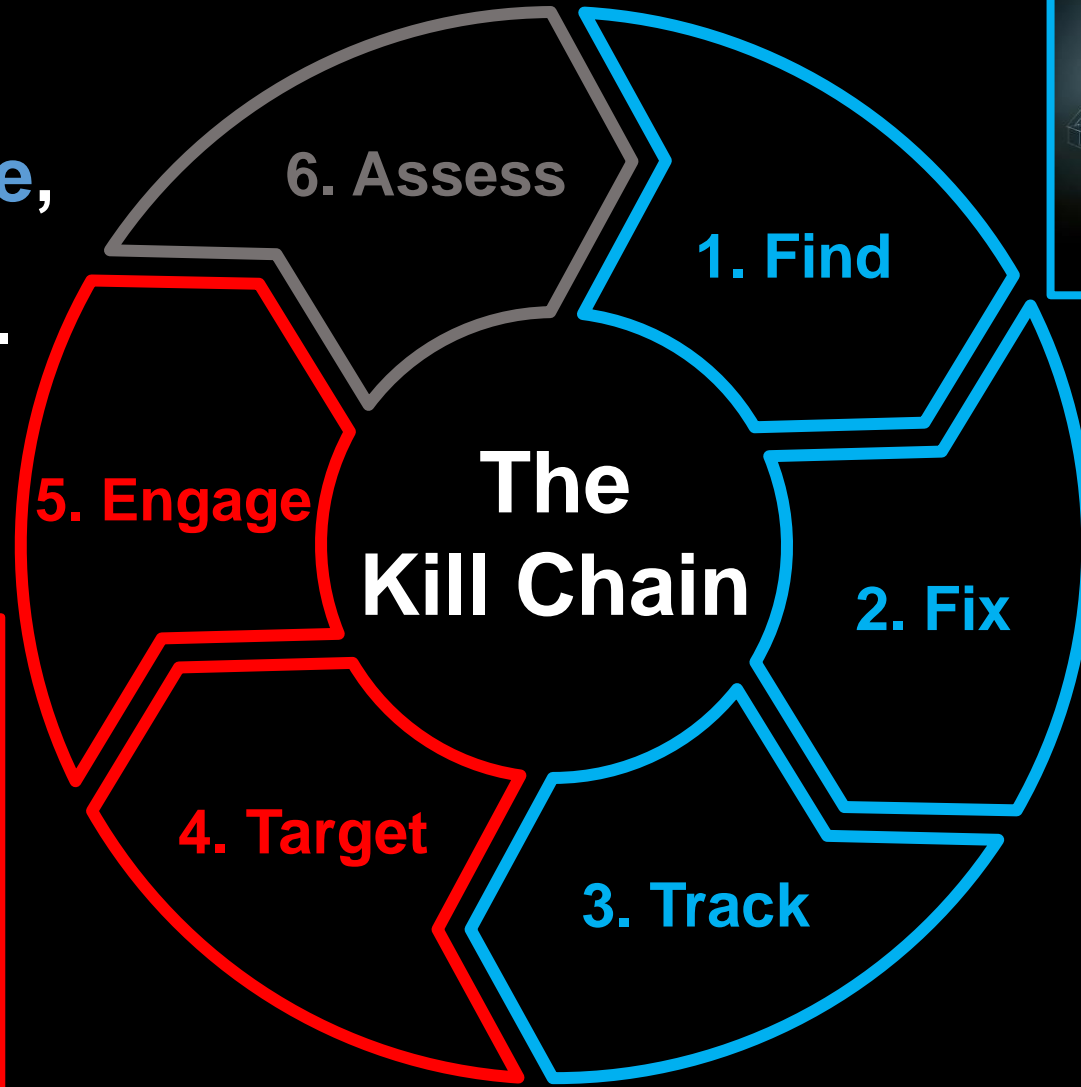 e,
.
6. Assess
1. Find
5. Engage
The
Kill Chain
2. Fix
4. Target
3. Track